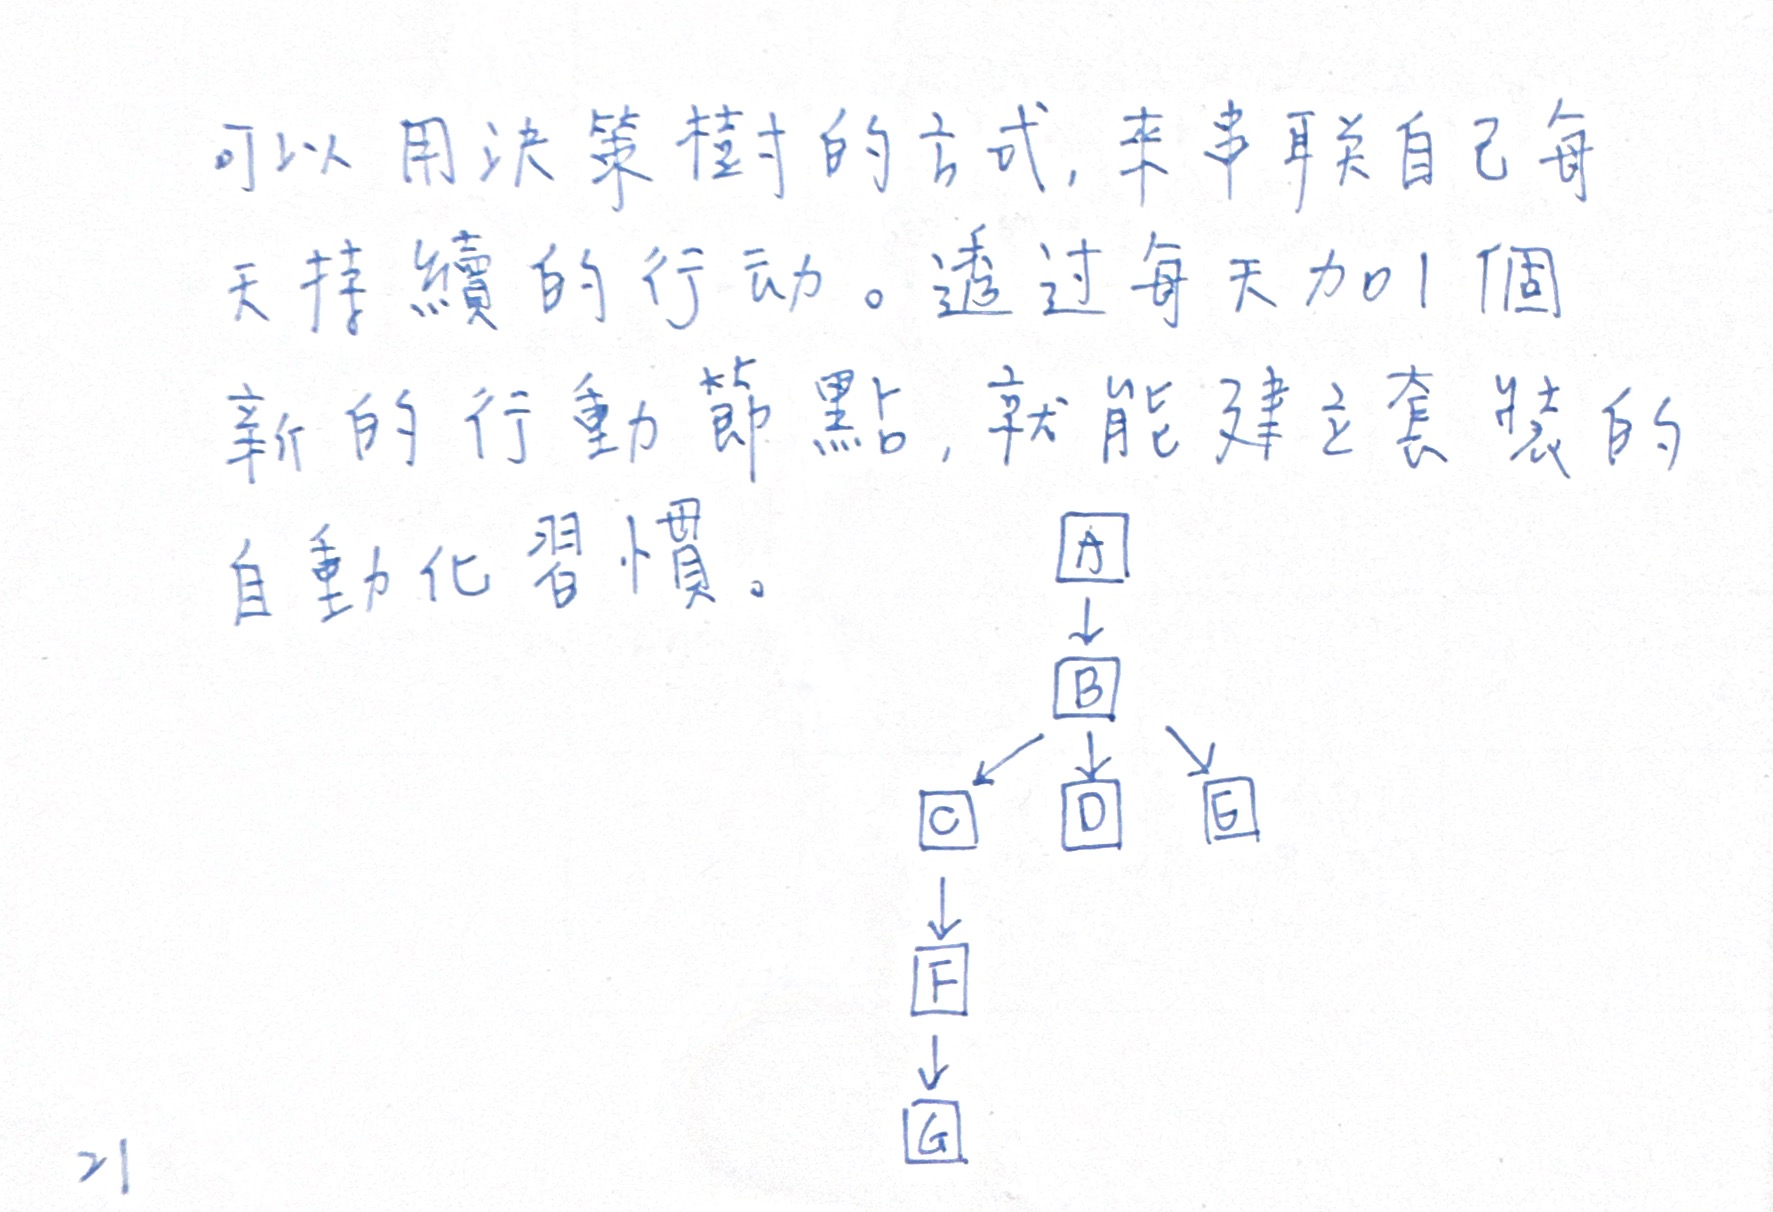 可以用決策樹的方式,來串联自己每
天持續的行动。透过每天加1個
新的行動節點,就能建立套裝的
自動化習慣。
A
B
C D E
F
G
21